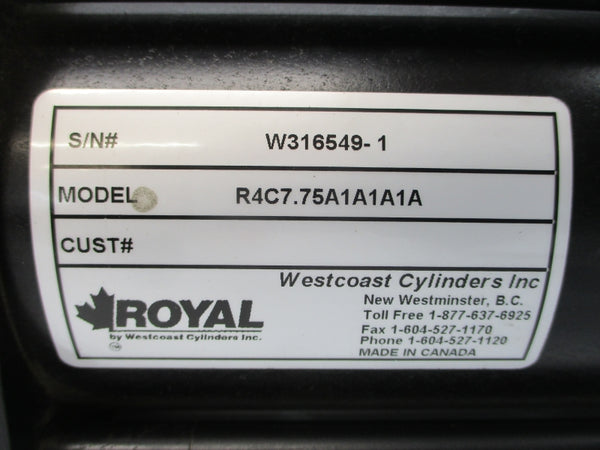 S/N# W316549-1
MODEL R4C7.75A1A1A1A
CUST#
ROYAL
by Westcoast Cylinders Inc.
Westcoast Cylinders Inc
New Westminster, B.C.
Toll Free 1-877-637-6925
Fax 1-604-527-1170
Phone 1-604-527-1120
MADE IN CANADA